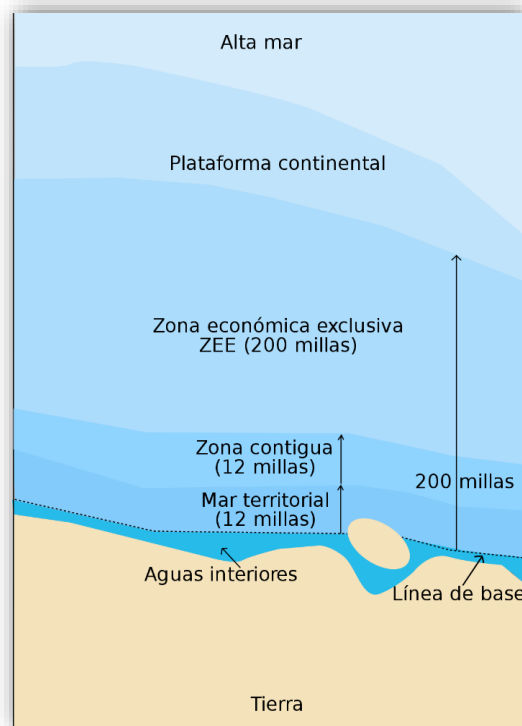 Alta mar
Plataforma continental
Zona económica exclusiva
ZEE (200 millas)
Zona contigua
(12 millas)
200 millas
Mar territorial
(12 millas)
Aguas interiores
Línea de base
Tierra